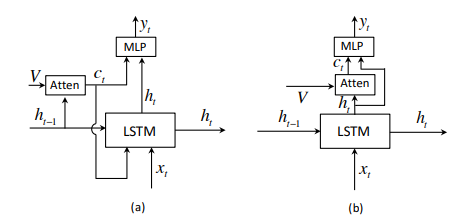 y_t
MLP
V
Atten
c_t
h_t
h_{t-1}
LSTM
h_t
x_t
(a)
y_t
MLP
c_t
Atten
V
h_t
h_{t-1}
LSTM
h_t
x_t
(b)